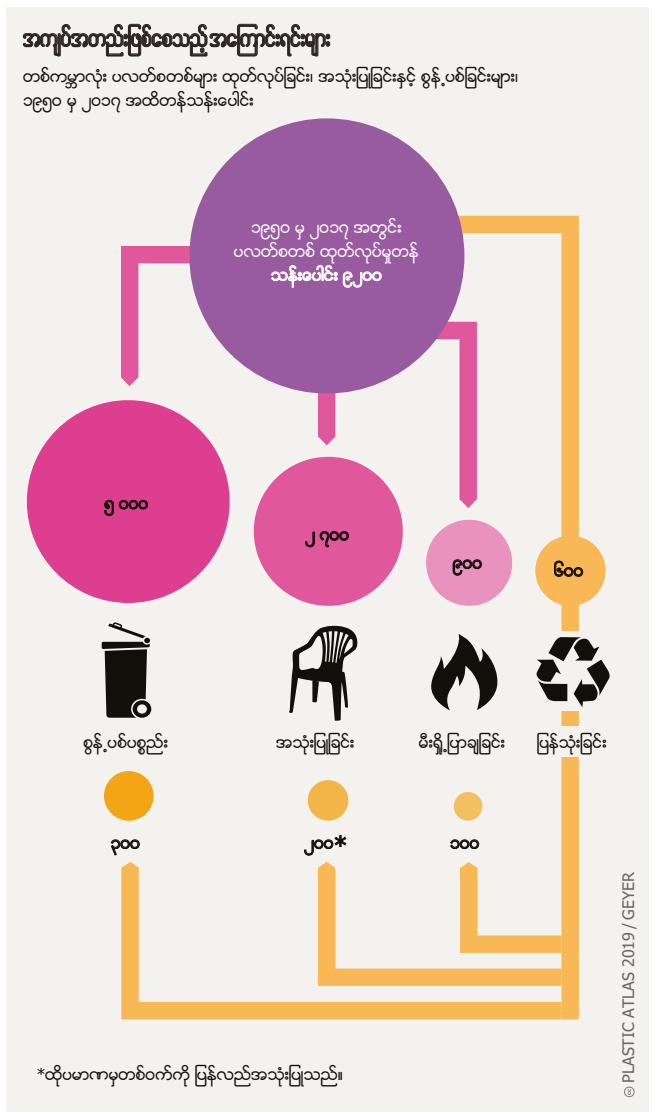 အကျပ်အတည်းဖြစ်စေသည့်အကြောင်းရင်းများ
တစ်ကမ္ဘာလုံး ပလတ်စတစ်များ ထုတ်လုပ်ခြင်း၊ အသုံးပြုခြင်းနှင့် စွန့်ပစ်ခြင်းများ၊
၁၉၅၀ မှ ၂၀၁၇ အထိတန်သန်းပေါင်း
၁၉၅၀ မှ ၂၀၁၇ အတွင်း
ပလတ်စတစ် ထုတ်လုပ်မှုတန်
သန်းပေါင်း ၉၂၀၀
၅ ၀၀၀
၂ ၇၀၀
၉၀၀
၆၀၀
စွန့်ပစ်ပစ္စည်း
အသုံးပြုခြင်း
မီးရှို့ပြာချခြင်း
ပြန်သုံးခြင်း
၃၀၀
၂၀၀*
၁၀၀
*ထိုပမာဏမှတစ်ဝက်ကို ပြန်လည်အသုံးပြုသည်။
© PLASTIC ATLAS 2019 / GEYER